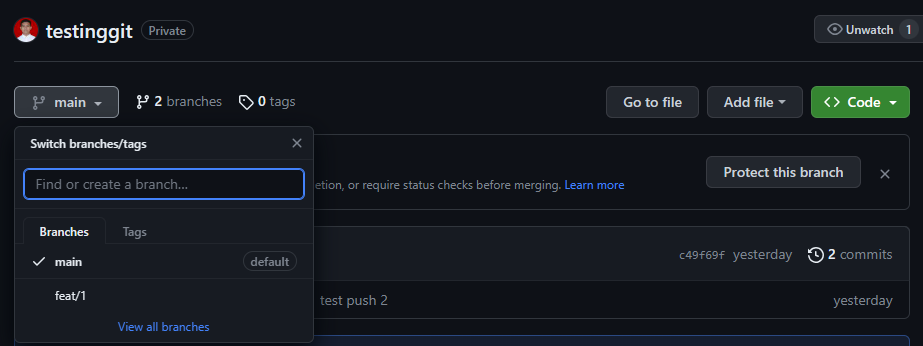 testinggit Private Unwatch 1
main 2 branches 0 tags Go to file Add file Code
Switch branches/tags
Find or create a branch...
etion, or require status checks before merging. Learn more Protect this branch
Branches Tags
main default c49f69f yesterday 2 commits
feat/1 test push 2 yesterday
View all branches